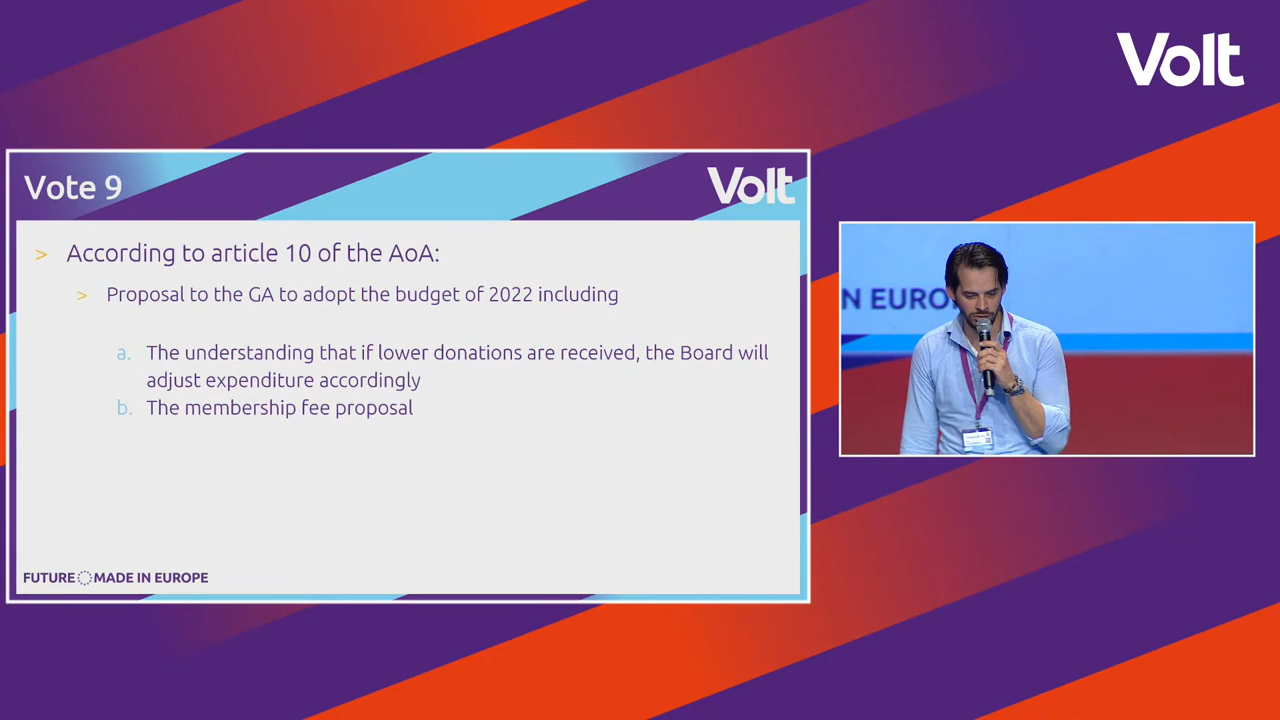 Volt
Vote 9
Volt
> According to article 10 of the AoA:
> Proposal to the GA to adopt the budget of 2022 including
a. The understanding that if lower donations are received, the Board will
adjust expenditure accordingly
b. The membership fee proposal
N EURO
FUTURE MADE IN EUROPE